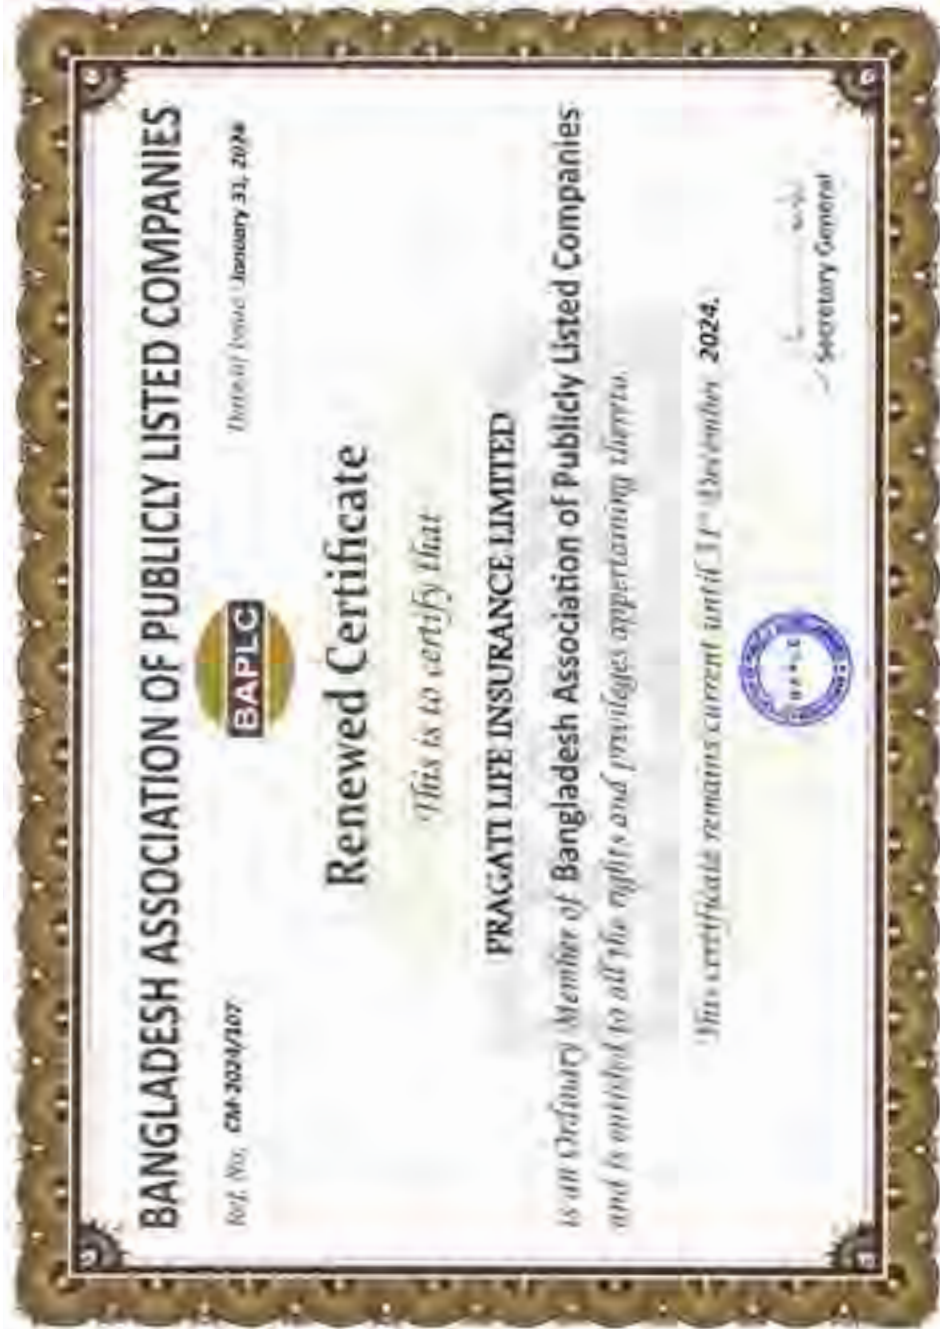 BANGLADESH ASSOCIATION OF PUBLICLY LISTED COMPANIES
Ref. No. CM-2024/107
Date of Issue January 31, 2024
BAPLC
Renewed Certificate
This is to certify that
PRAGATI LIFE INSURANCE LIMITED
is an Ordinary Member of Bangladesh Association of Publicly Listed Companies
and is entitled to all the rights and privileges appertaining thereto.
This certificate remains current until 31st December 2024.
BAPLC
Secretary General